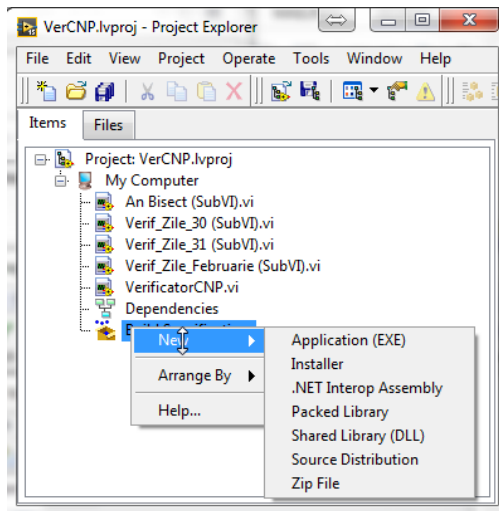 VerCNP.lvproj - Project Explorer
File Edit View Project Operate Tools Window Help
Items Files
Project: VerCNP.lvproj
My Computer
An Bisect (SubVI).vi
Verif_Zile_30 (SubVI).vi
Verif_Zile_31 (SubVI).vi
Verif_Zile_Februarie (SubVI).vi
VerificatorCNP.vi
Dependencies
New
Arrange By
Help...
Application (EXE)
Installer
.NET Interop Assembly
Packed Library
Shared Library (DLL)
Source Distribution
Zip File